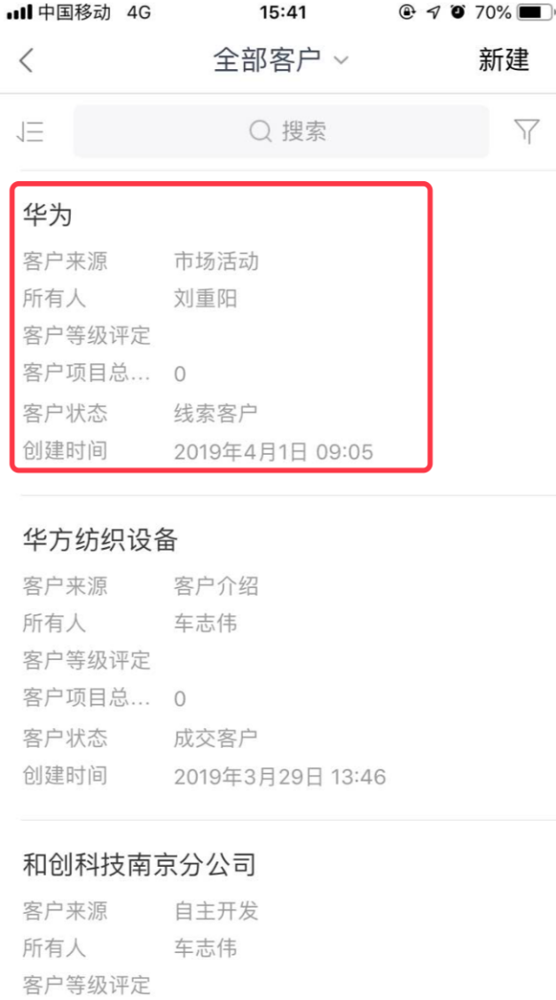 中国移动 4G 15:41 70%
全部客户 新建
搜索
华为
客户来源 市场活动
所有人 刘重阳
客户等级评定
客户项目总... 0
客户状态 线索客户
创建时间 2019年4月1日 09:05
华方纺织设备
客户来源 客户介绍
所有人 车志伟
客户等级评定
客户项目总... 0
客户状态 成交客户
创建时间 2019年3月29日 13:46
和创科技南京分公司
客户来源 自主开发
所有人 车志伟
客户等级评定